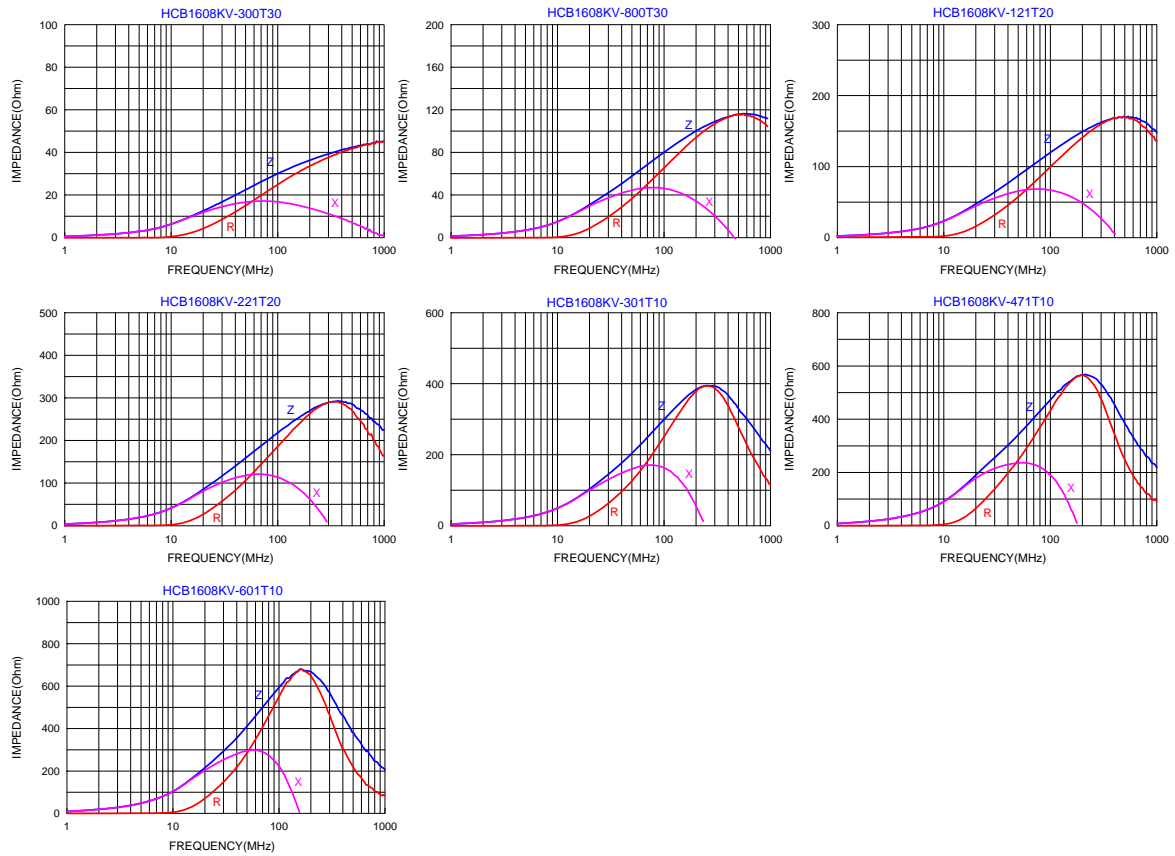 HCB1608KV-300T30
IMPEDANCE(Ohm)
100
80
60
40
20
0
Z
X
R
1 10 100 1000
FREQUENCY(MHz)
HCB1608KV-800T30
IMPEDANCE(Ohm)
200
160
120
80
40
0
Z
X
R
1 10 100 1000
FREQUENCY(MHz)
HCB1608KV-121T20
IMPEDANCE(Ohm)
300
200
100
0
Z
X
R
1 10 100 1000
FREQUENCY(MHz)
HCB1608KV-221T20
IMPEDANCE(Ohm)
500
400
300
200
100
0
Z
X
R
1 10 100 1000
FREQUENCY(MHz)
HCB1608KV-301T10
IMPEDANCE(Ohm)
600
400
200
0
Z
X
R
1 10 100 1000
FREQUENCY(MHz)
HCB1608KV-471T10
IMPEDANCE(Ohm)
800
600
400
200
0
Z
X
R
1 10 100 1000
FREQUENCY(MHz)
HCB1608KV-601T10
IMPEDANCE(Ohm)
1000
800
600
400
200
0
Z
X
R
1 10 100 1000
FREQUENCY(MHz)